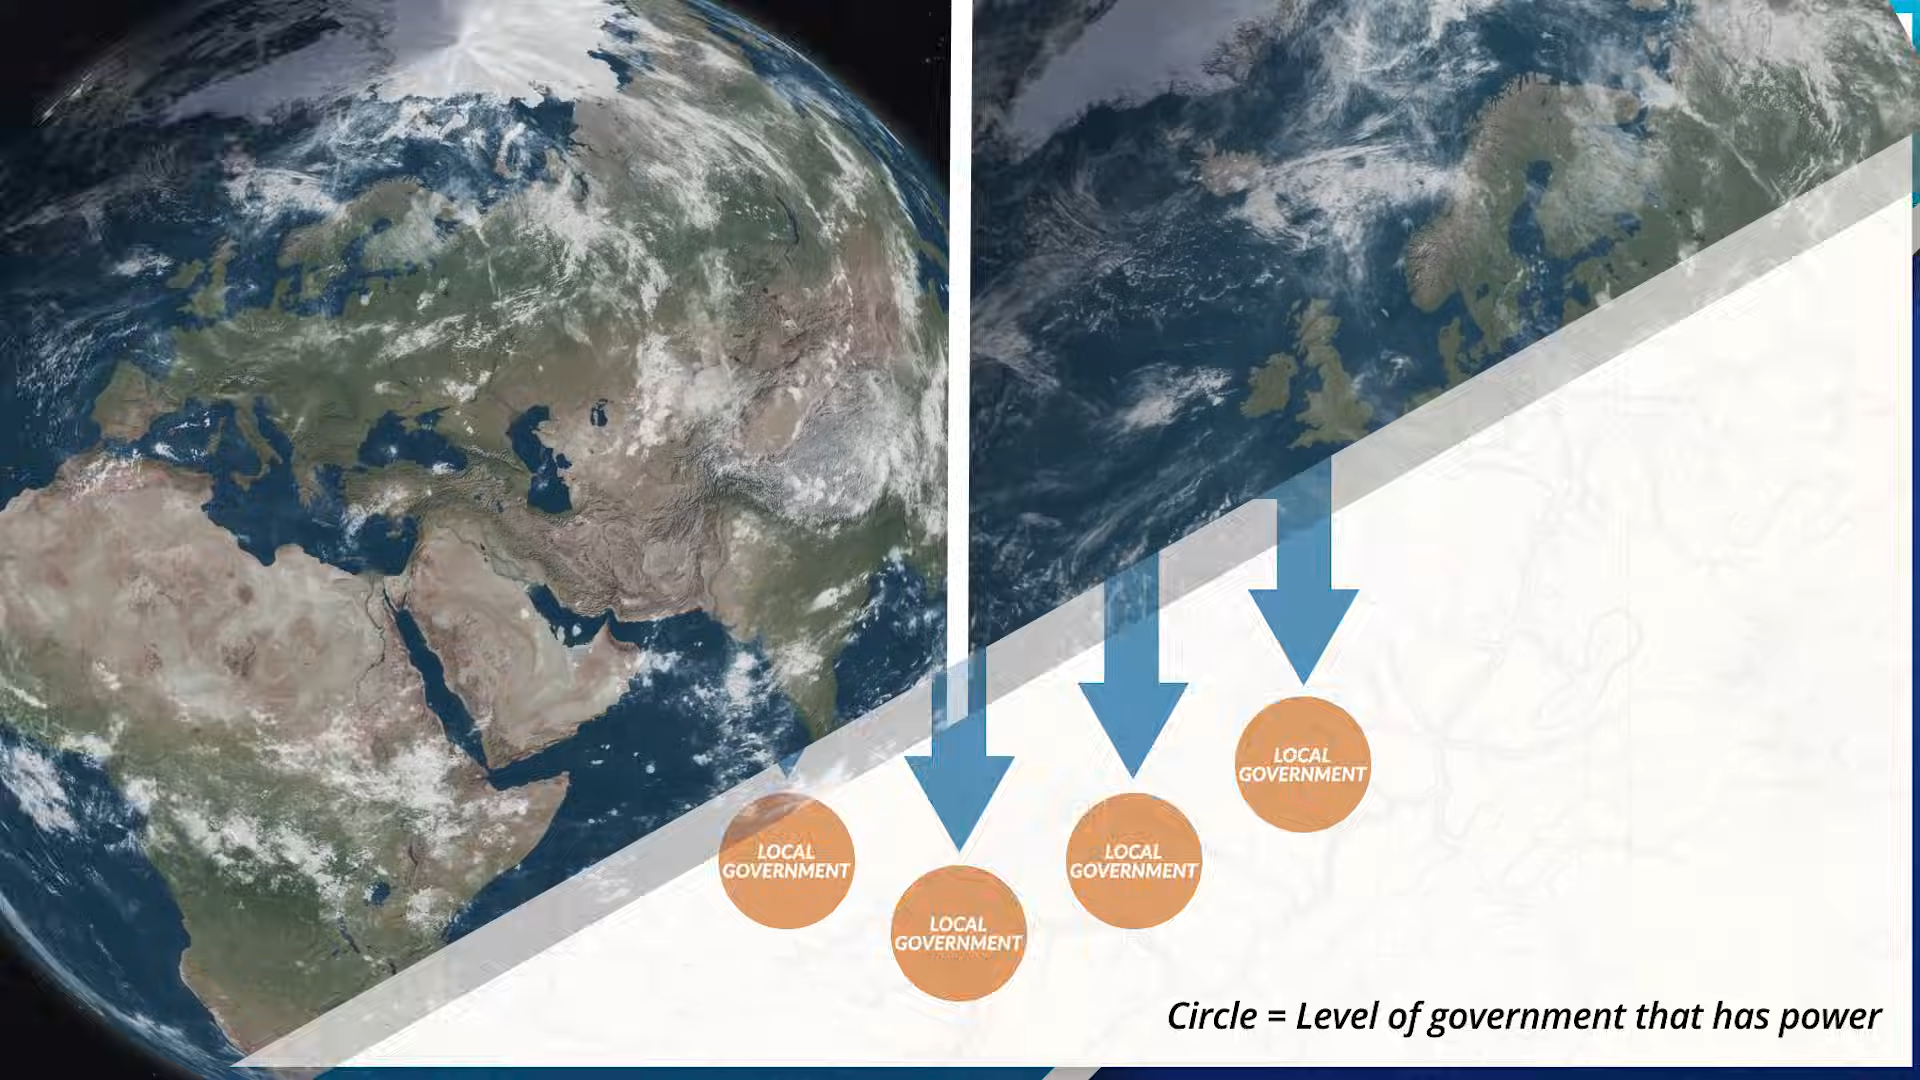 LOCAL
GOVERNMENT
LOCAL
GOVERNMENT
LOCAL
GOVERNMENT
LOCAL
GOVERNMENT
Circle = Level of government that has power